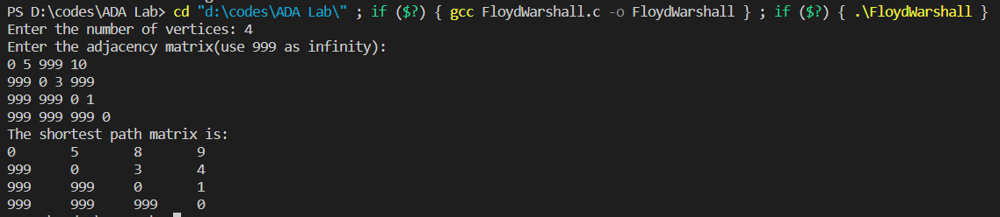 PS D:\codes\ADA Lab> cd "d:\codes\ADA Lab\" ; if ($?) { gcc FloydWarshall.c -o FloydWarshall } ; if ($?) { .\FloydWarshall }
Enter the number of vertices: 4
Enter the adjacency matrix(use 999 as infinity):
0 5 999 10
999 0 3 999
999 999 0 1
999 999 999 0
The shortest path matrix is:
0 5 8 9
999 0 3 4
999 999 0 1
999 999 999 0